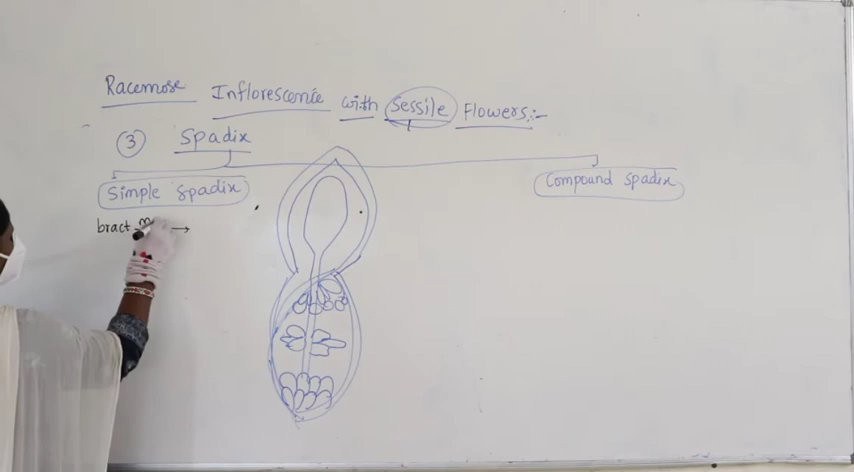 Racemose Inflorescence with Sessile Flowers:-
③ Spadix
Simple Spadix
Compound Spadix
bract